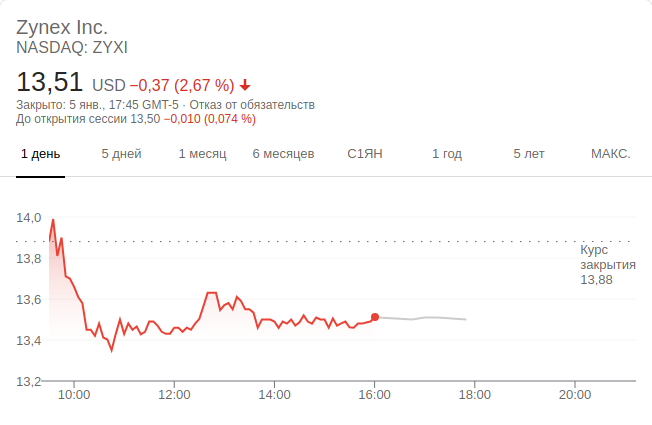 Zynex Inc.
NASDAQ: ZYXI
13,51 USD −0,37 (2,67 %)
Закрыто: 5 янв., 17:45 GMT-5 · Отказ от обязательств
До открытия сессии 13,50 −0,010 (0,074 %)
1 день 5 дней 1 месяц 6 месяцев С1ЯН 1 год 5 лет МАКС.
14,0
Курс
закрытия
13,88
13,8
13,6
13,4
13,2
10:00 12:00 14:00 16:00 18:00 20:00